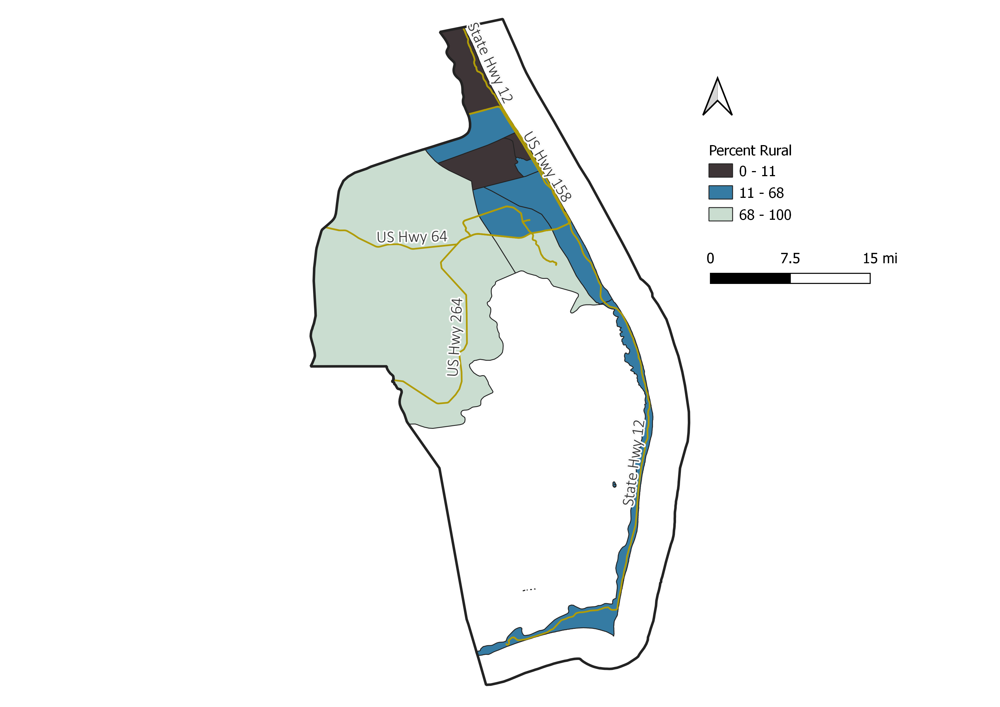 State Hwy 12
US Hwy 158
Percent Rural
0 - 11
11 - 68
68 - 100
US Hwy 64
0 7.5 15 mi
US Hwy 264
State Hwy 12